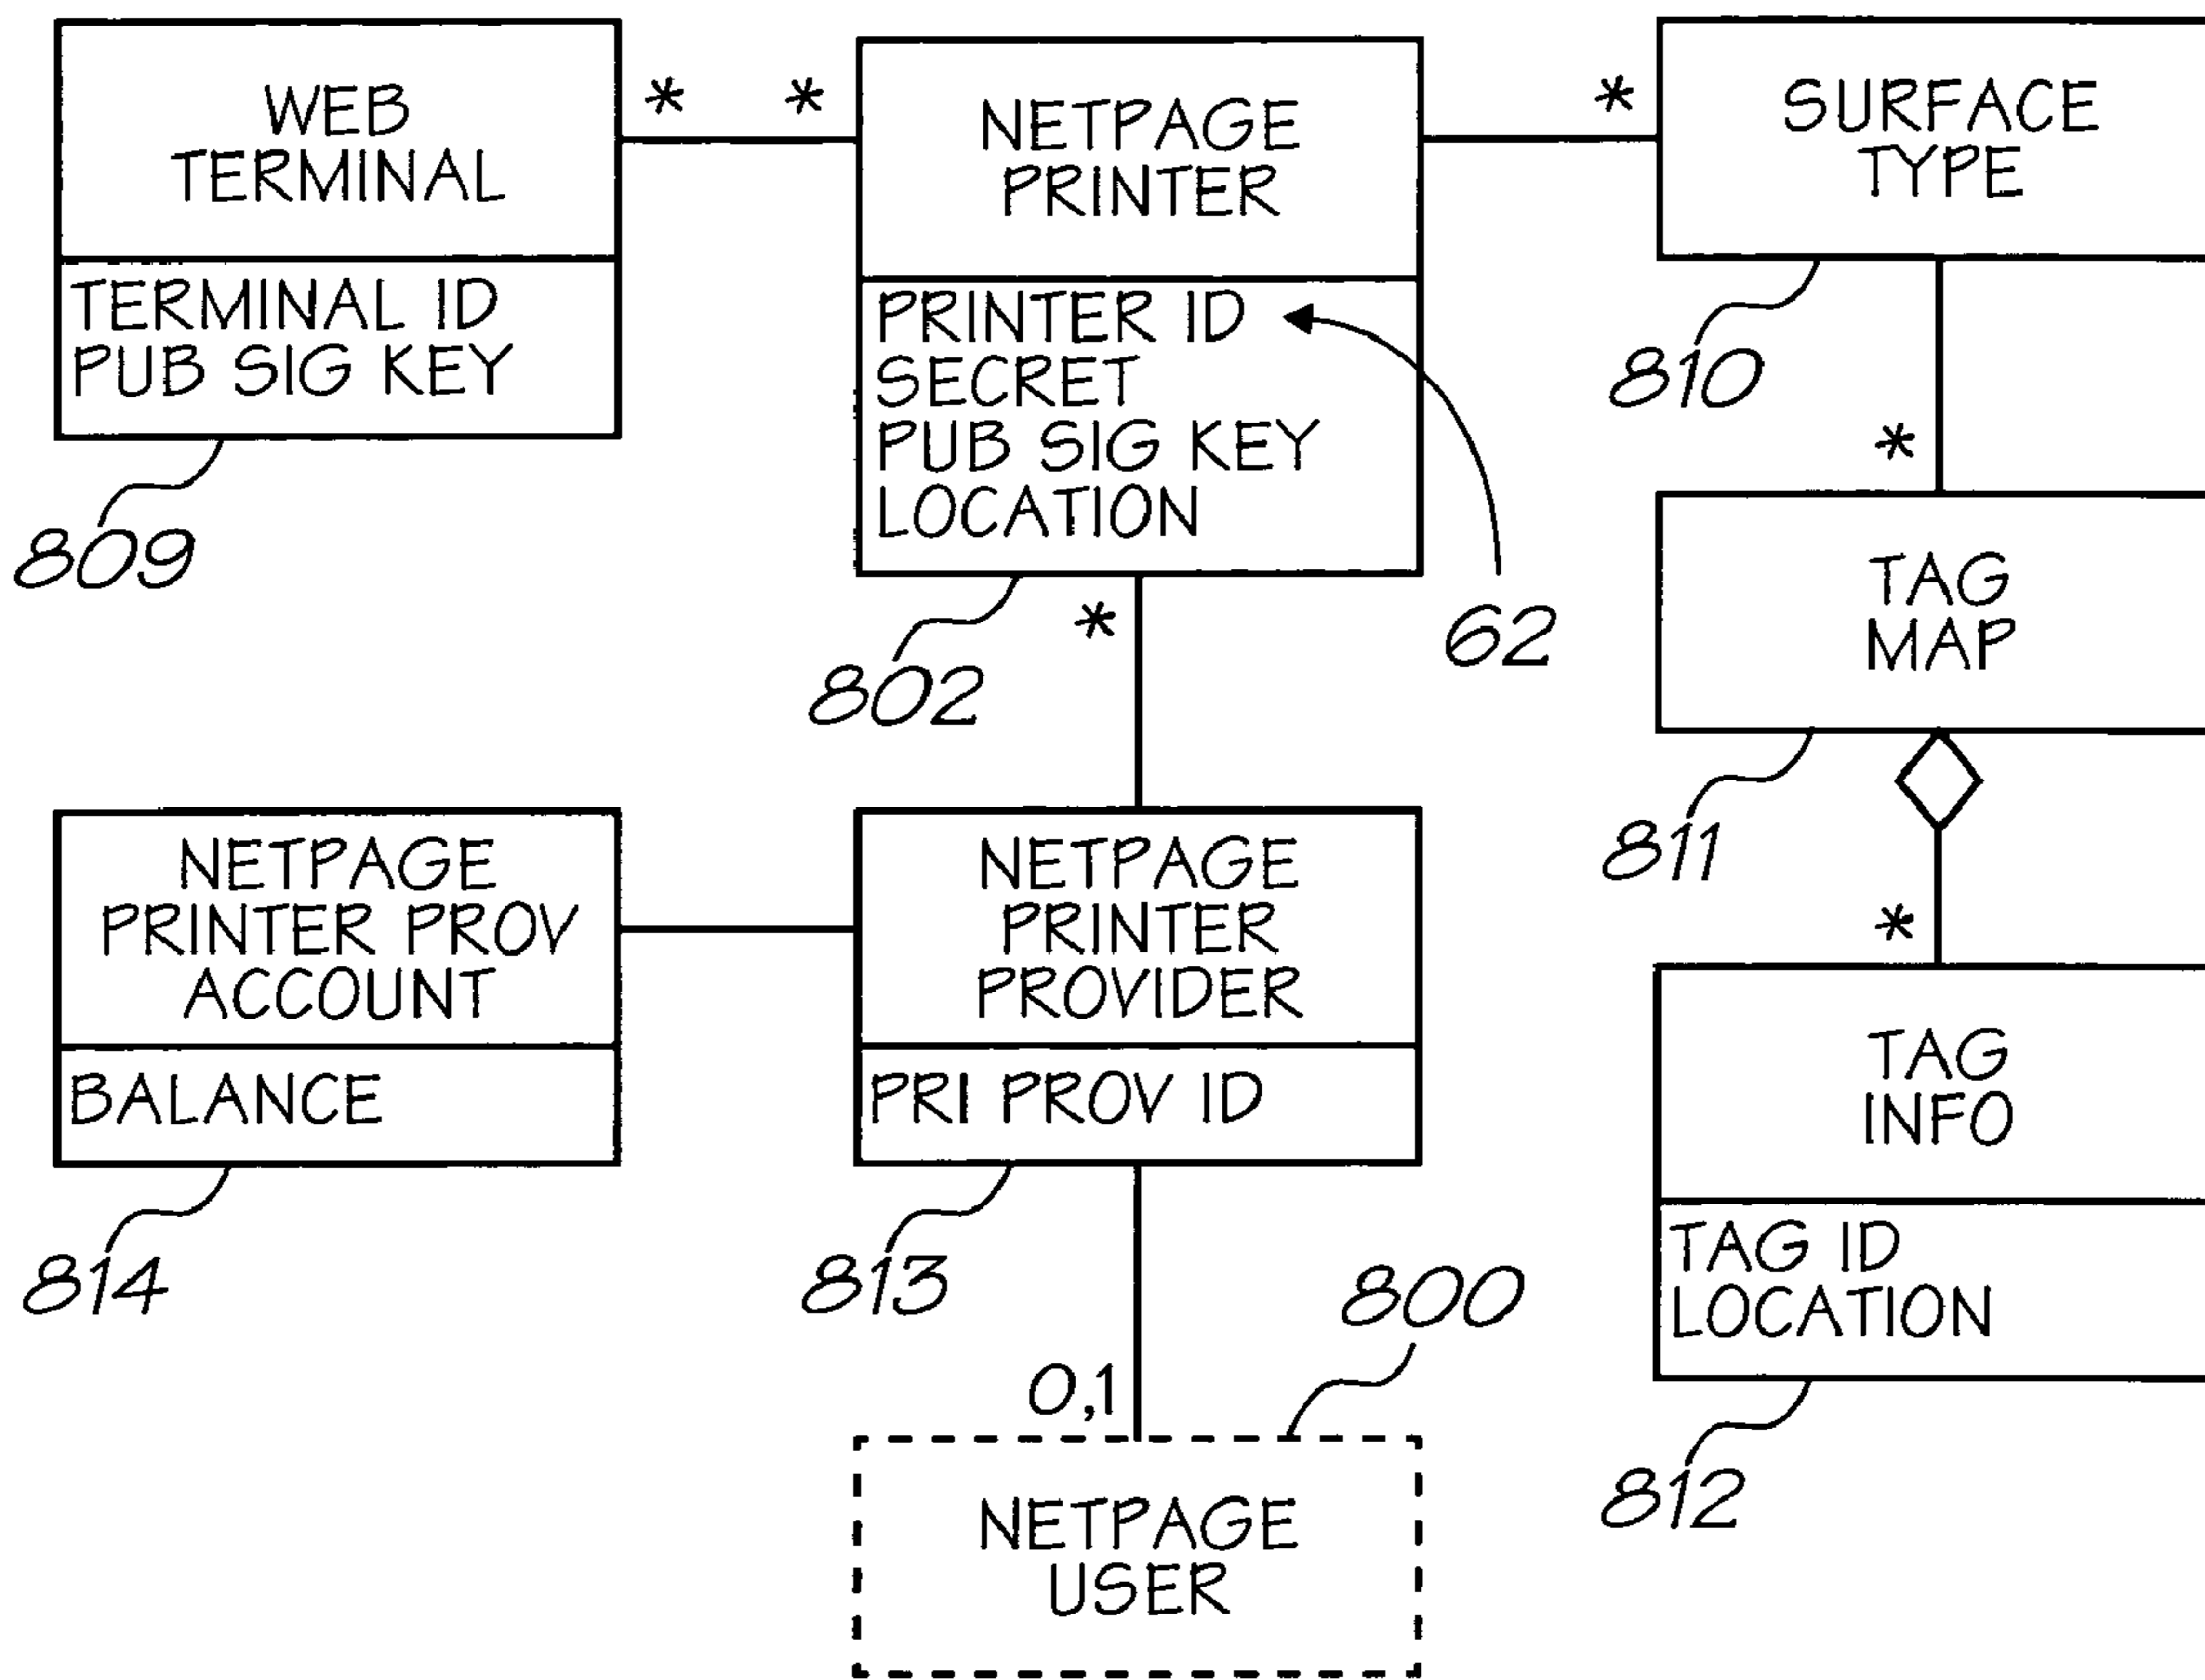 WEB
TERMINAL
TERMINAL ID
PUB SIG KEY
809
*
*
NETPAGE
PRINTER
PRINTER ID
SECRET
PUB SIG KEY
LOCATION
802
62
*
*
SURFACE
TYPE
810
*
TAG
MAP
811
*
TAG
INFO
TAG ID
LOCATION
812
NETPAGE
PRINTER PROV
ACCOUNT
BALANCE
814
NETPAGE
PRINTER
PROVIDER
PRI PROV ID
813
800
0,1
NETPAGE
USER